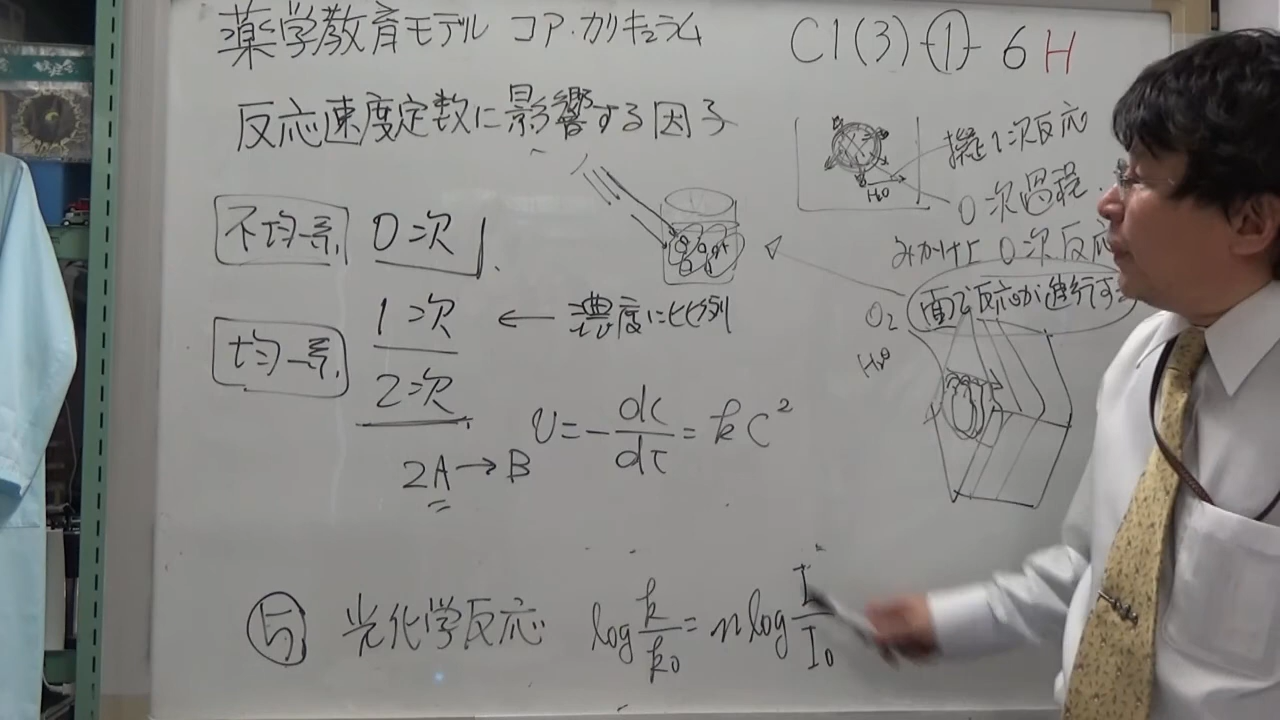 薬学教育モデル コア・カリキュラム
C1(3)-①-6H
反応速度定数に影響する因子
擬1次反応
H₂O
0次過程
みかけ上 0次反応
面で反応が進行す
O₂
H₂O
不均一系 0次
1次 ← 濃度に比例
均一系
2次
v=-dC/dt=kC²
2A→B
⑤ 光化学反応 log k/k₀=n log I/I₀